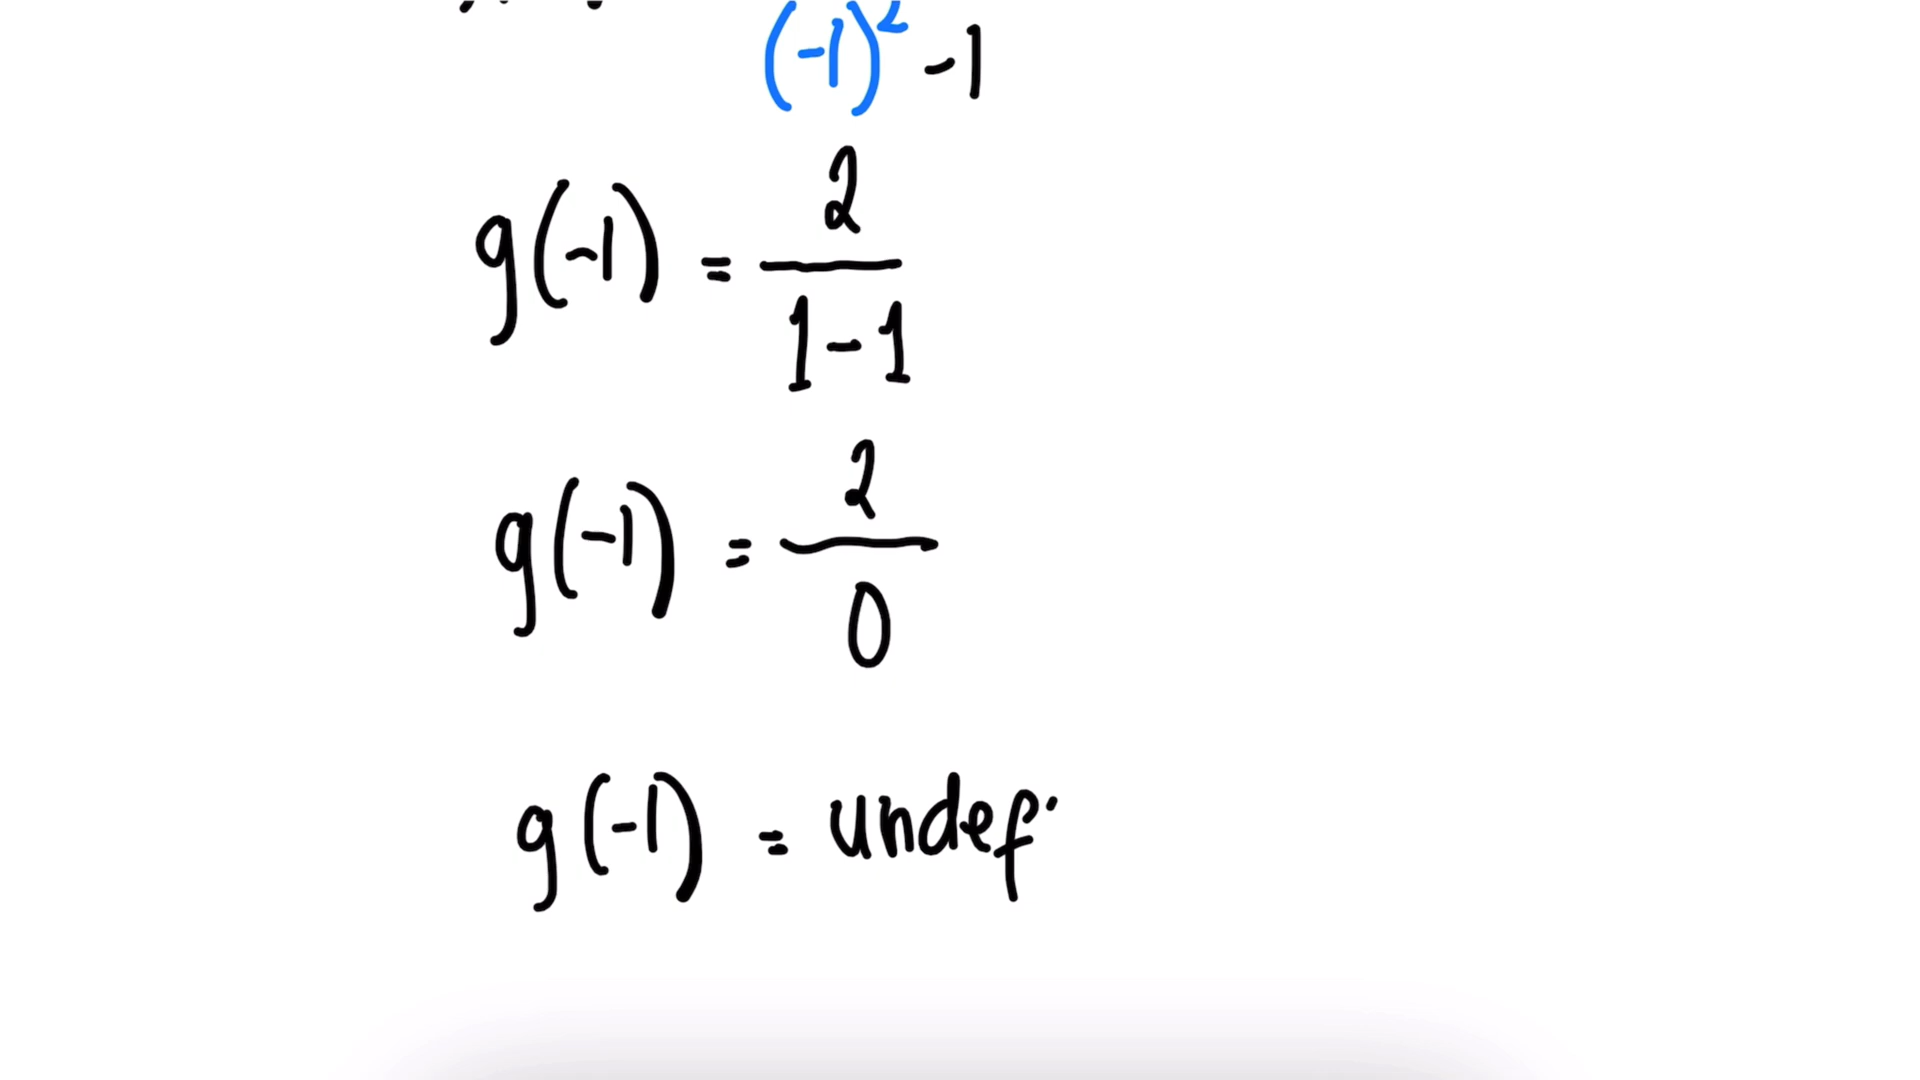 (-1)² -1
g(-1) = 2
1-1
g(-1) = 2
0
g(-1) = undef